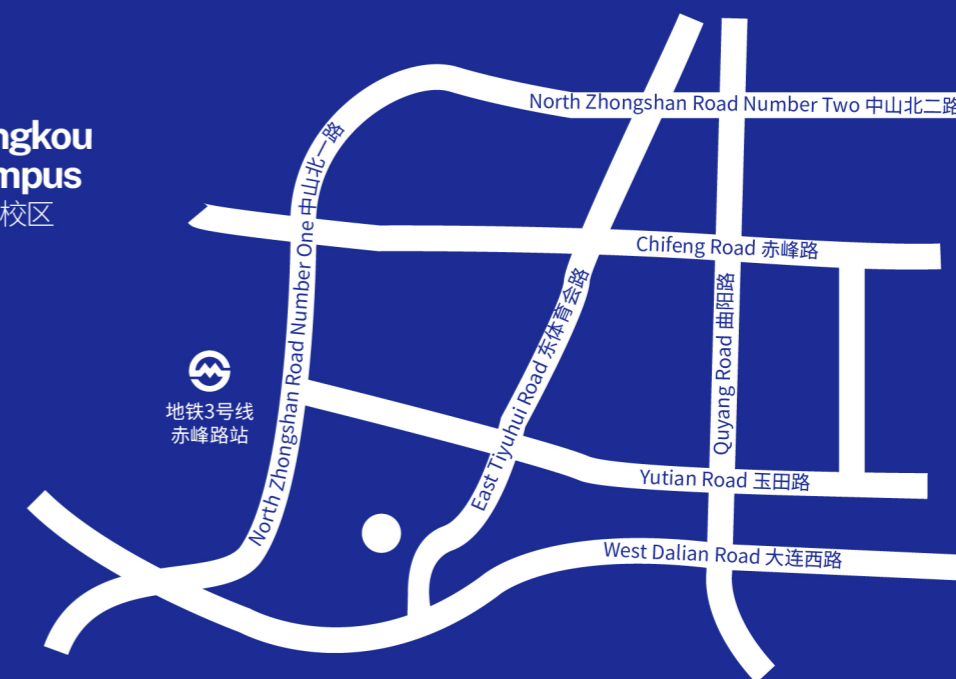 ngkou
mpus
校区
North Zhongshan Road Number Two 中山北二路
North Zhongshan Road Number One 中山北一路
Chifeng Road 赤峰路
East Tiyuhui Road 东体育会路
Quyang Road 曲阳路
地铁3号线
赤峰路站
Yutian Road 玉田路
West Dalian Road 大连西路